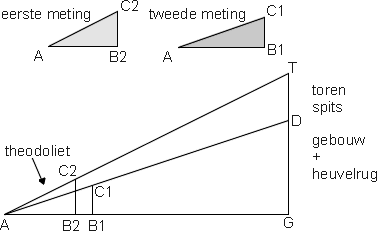 eerste meting
C2
A
B2
tweede meting
C1
A
B1
T
toren
spits
D
gebouw
+
heuvelrug
theodoliet
C2
C1
A
B2
B1
G